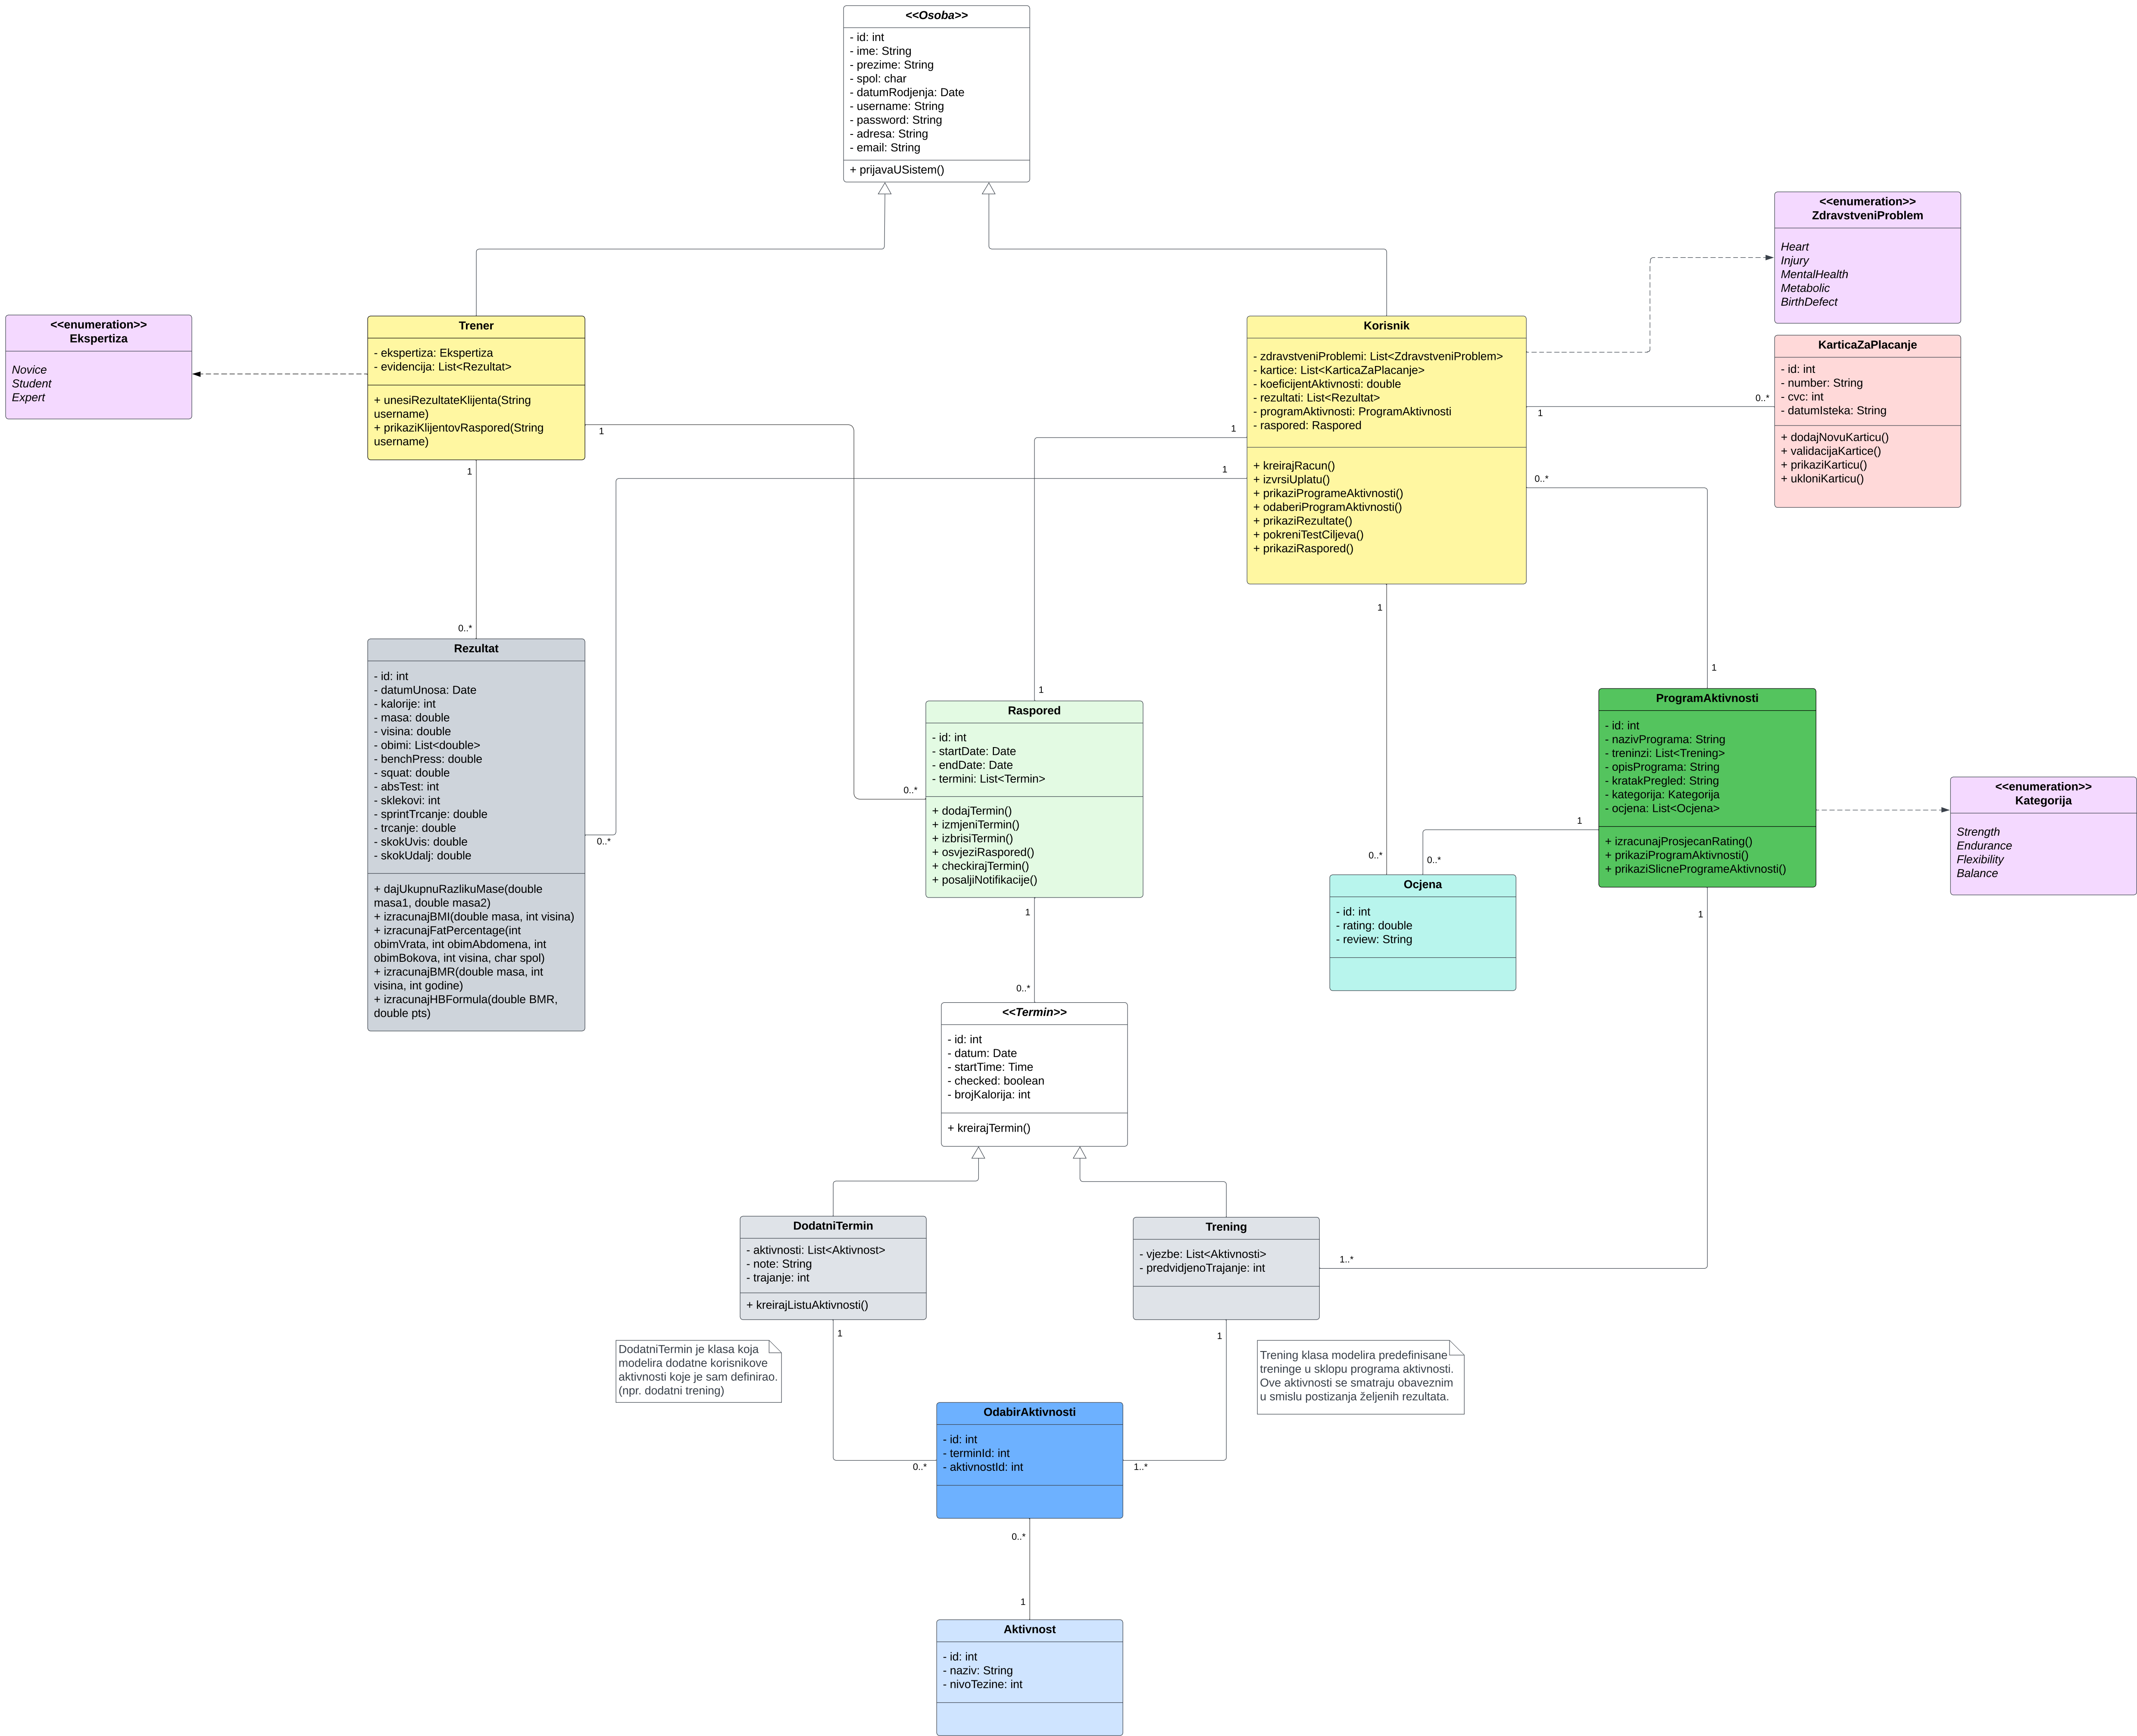 <<Osoba>>
- id: int
- ime: String
- prezime: String
- spol: char
- datumRodjenja: Date
- username: String
- password: String
- adresa: String
- email: String
+ prijavaUSistem()
<<enumeration>>
ZdravstveniProblem
Heart
Injury
MentalHealth
Metabolic
BirthDefect
<<enumeration>>
Ekspertiza
Novice
Student
Expert
Trener
- ekspertiza: Ekspertiza
- evidencija: List<Rezultat>
+ unesiRezultateKlijenta(String
username)
+ prikaziKlijentovRaspored(String
username)
1
1
0..*
0..*
Korisnik
- zdravstveniProblemi: List<ZdravstveniProblem>
- kartice: List<KarticaZaPlacanje>
- koeficijentAktivnosti: double
- rezultati: List<Rezultat>
- programAktivnosti: ProgramAktivnosti
- raspored: Raspored
+ kreirajRacun()
+ izvrsiUplatu()
+ prikaziProgrameAktivnosti()
+ odaberiProgramAktivnosti()
+ prikaziRezultate()
+ pokreniTestCiljeva()
+ prikaziRaspored()
1
1
1
0..*
0..*
1
1
1
0..*
0..*
KarticaZaPlacanje
- id: int
- number: String
- cvc: int
- datumIsteka: String
+ dodajNovuKarticu()
+ validacijaKartice()
+ prikaziKarticu()
+ ukloniKarticu()
Rezultat
- id: int
- datumUnosa: Date
- kalorije: int
- masa: double
- visina: double
- obimi: List<double>
- benchPress: double
- squat: double
- absTest: int
- sklekovi: int
- sprintTrcanje: double
- trcanje: double
- skokUvis: double
- skokUdalj: double
+ dajUkupnuRazlikuMase(double
masa1, double masa2)
+ izracunajBMI(double masa, int visina)
+ izracunajFatPercentage(int
obimVrata, int obimAbdomena, int
obimBokova, int visina, char spol)
+ izracunajBMR(double masa, int
visina, int godine)
+ izracunajHBFormula(double BMR,
double pts)
Raspored
- id: int
- startDate: Date
- endDate: Date
- termini: List<Termin>
+ dodajTermin()
+ izmjeniTermin()
+ izbrisiTermin()
+ osvjeziRaspored()
+ checkirajTermin()
+ posaljiNotifikacije()
1
0..*
ProgramAktivnosti
- id: int
- nazivPrograma: String
- treninzi: List<Trening>
- opisPrograma: String
- kratakPregled: String
- kategorija: Kategorija
- ocjena: List<Ocjena>
+ izracunajProsjecanRating()
+ prikaziProgramAktivnosti()
+ prikaziSlicneProgrameAktivnosti()
1
0..*
1
1..*
<<enumeration>>
Kategorija
Strength
Endurance
Flexibility
Balance
Ocjena
- id: int
- rating: double
- review: String
<<Termin>>
- id: int
- datum: Date
- startTime: Time
- checked: boolean
- brojKalorija: int
+ kreirajTermin()
DodatniTermin
- aktivnosti: List<Aktivnost>
- note: String
- trajanje: int
+ kreirajListuAktivnosti()
Trening
- vjezbe: List<Aktivnosti>
- predvidjenoTrajanje: int
1
1
DodatniTermin je klasa koja
modelira dodatne korisnikove
aktivnosti koje je sam definirao.
(npr. dodatni trening)
Trening klasa modelira predefinisane
treninge u sklopu programa aktivnosti.
Ove aktivnosti se smatraju obaveznim
u smislu postizanja željenih rezultata.
OdabirAktivnosti
- id: int
- terminId: int
- aktivnostId: int
0..*
1..*
0..*
1
Aktivnost
- id: int
- naziv: String
- nivoTezine: int